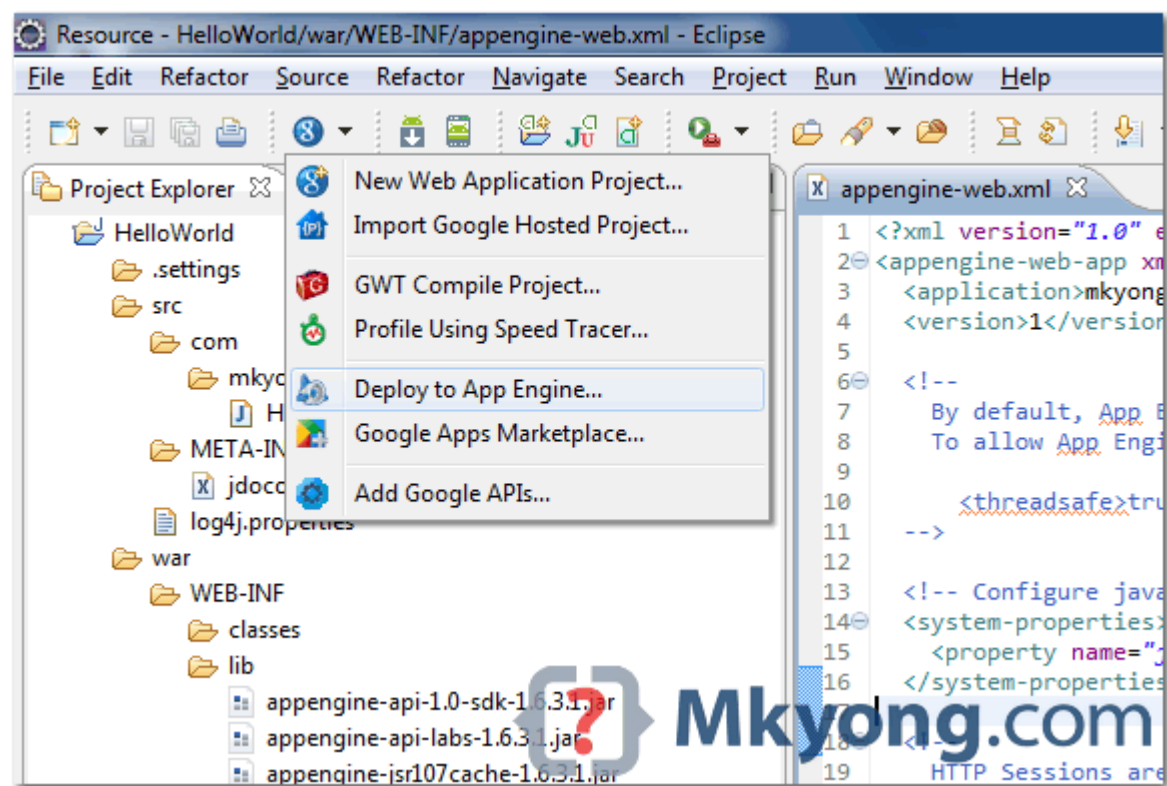 Resource - HelloWorld/war/WEB-INF/appengine-web.xml - Eclipse
File Edit Refactor Source Refactor Navigate Search Project Run Window Help
Project Explorer
HelloWorld
.settings
src
com
mkyo
H
META-IN
jdoco
log4j.properties
war
WEB-INF
classes
lib
appengine-api-1.0-sdk-1.6.3.1.jar
appengine-api-labs-1.6.3.1.jar
appengine-jsr107cache-1.6.3.1.jar
New Web Application Project...
Import Google Hosted Project...
GWT Compile Project...
Profile Using Speed Tracer...
Deploy to App Engine...
Google Apps Marketplace...
Add Google APIs...
appengine-web.xml
1 <?xml version="1.0" e
2 <appengine-web-app xm
3 <application>mkyong
4 <version>1</version
5
6 <!--
7 By default, App E
8 To allow App Engi
9
10 <threadsafe>tru
11 -->
12
13 <!-- Configure java
14 <system-properties>
15 <property name="j
16 </system-properties
17
18 <!-
19 HTTP Sessions are
Mkyong.com